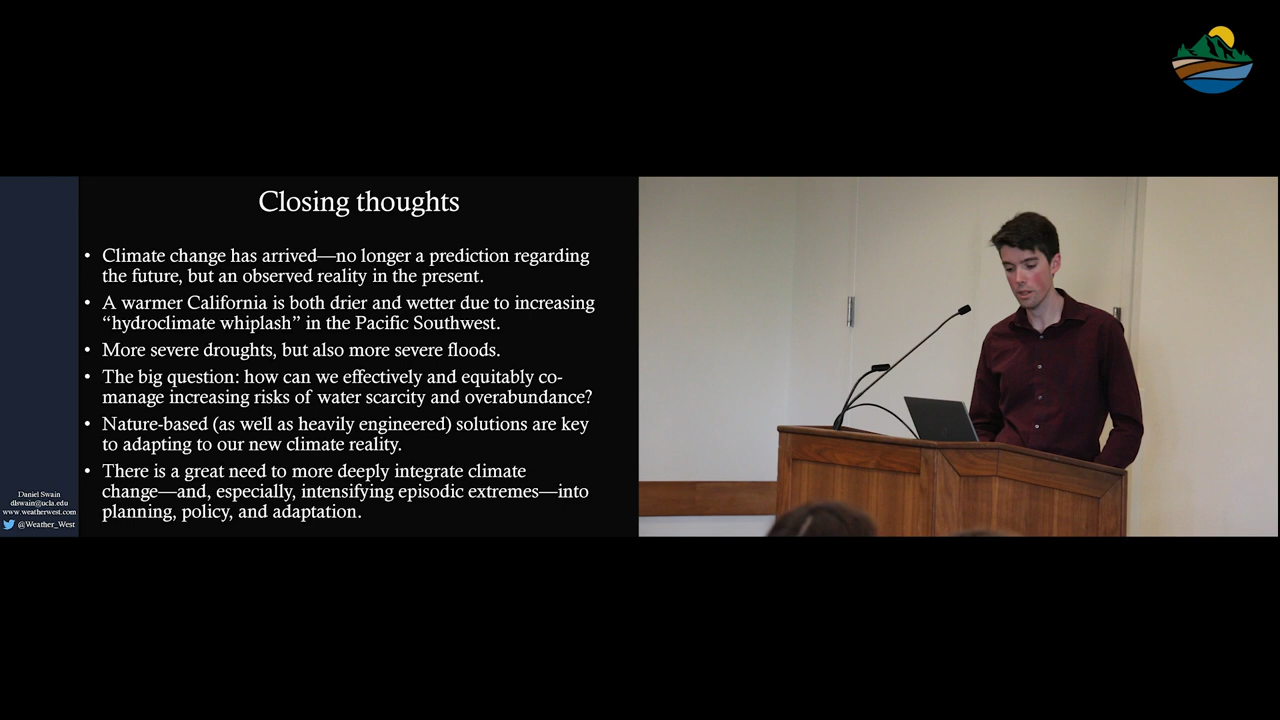 Closing thoughts
• Climate change has arrived—no longer a prediction regarding
the future, but an observed reality in the present.
• A warmer California is both drier and wetter due to increasing
“hydroclimate whiplash” in the Pacific Southwest.
• More severe droughts, but also more severe floods.
• The big question: how can we effectively and equitably co-
manage increasing risks of water scarcity and overabundance?
• Nature-based (as well as heavily engineered) solutions are key
to adapting to our new climate reality.
• There is a great need to more deeply integrate climate
change—and, especially, intensifying episodic extremes—into
planning, policy, and adaptation.
Daniel Swain
dlswain@ucla.edu
www.weatherwest.com
@Weather_West